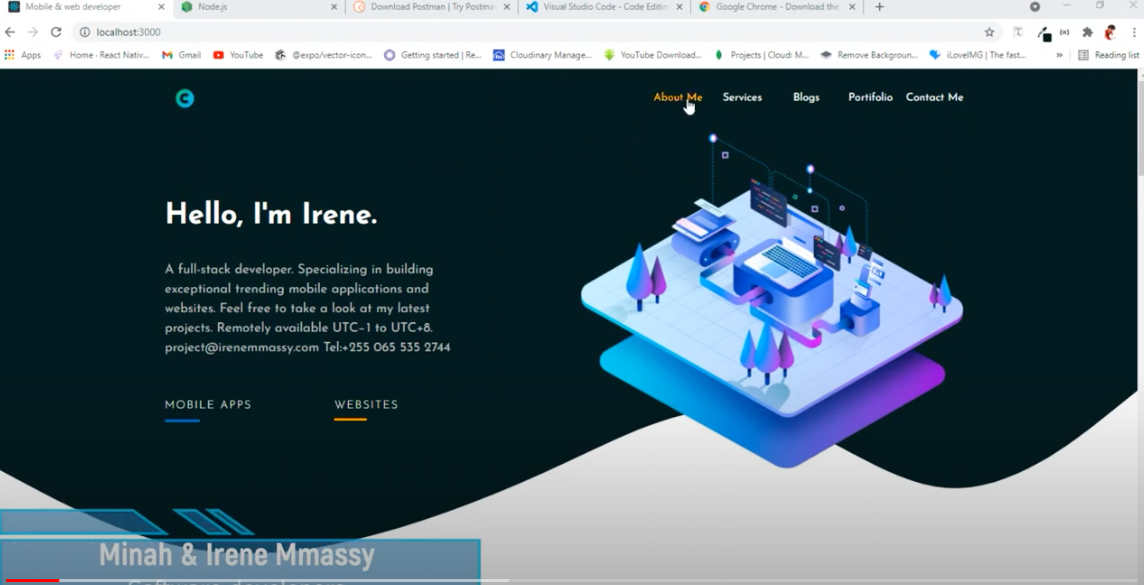 Mobile & web developer
Node.js
Download Postman | Try Postma
Visual Studio Code - Code Editin
Google Chrome - Download the
localhost:3000
Apps
Home · React Nativ...
Gmail
YouTube
@expo/vector-icon...
Getting started | Re...
Cloudinary Manage...
YouTube Download...
Projects | Cloud: M...
Remove Backgroun...
iLoveIMG | The fast...
»
Reading list
About Me
Services
Blogs
Portifolio
Contact Me
Hello, I'm Irene.
A full-stack developer. Specializing in building
exceptional trending mobile applications and
websites. Feel free to take a look at my latest
projects. Remotely available UTC-1 to UTC+8.
project@irenemmassy.com Tel:+255 065 535 2744
MOBILE APPS
WEBSITES
Minah & Irene Mmassy
Software developers